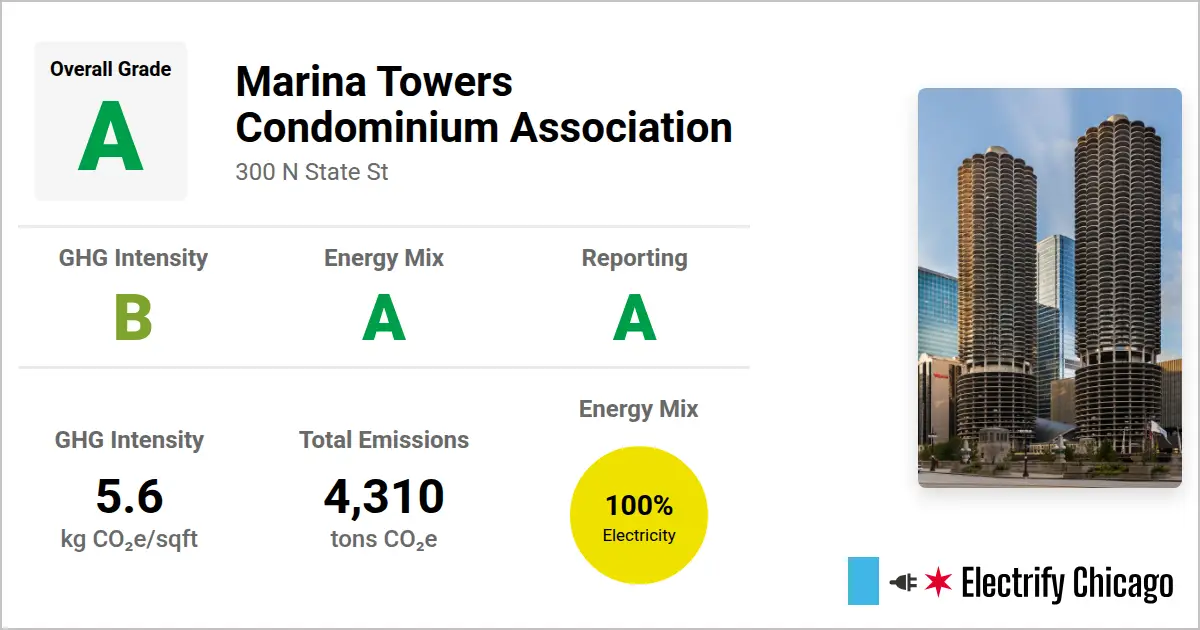 Overall Grade
A
Marina Towers
Condominium Association
300 N State St
GHG Intensity
B
Energy Mix
A
Reporting
A
GHG Intensity
5.6
kg CO₂e/sqft
Total Emissions
4,310
tons CO₂e
Energy Mix
100%
Electricity
Electrify Chicago